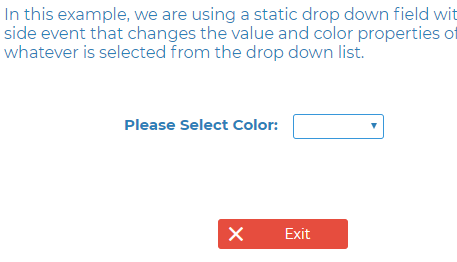 In this example, we are using a static drop down field wit
side event that changes the value and color properties of
whatever is selected from the drop down list.
Please Select Color:
Exit